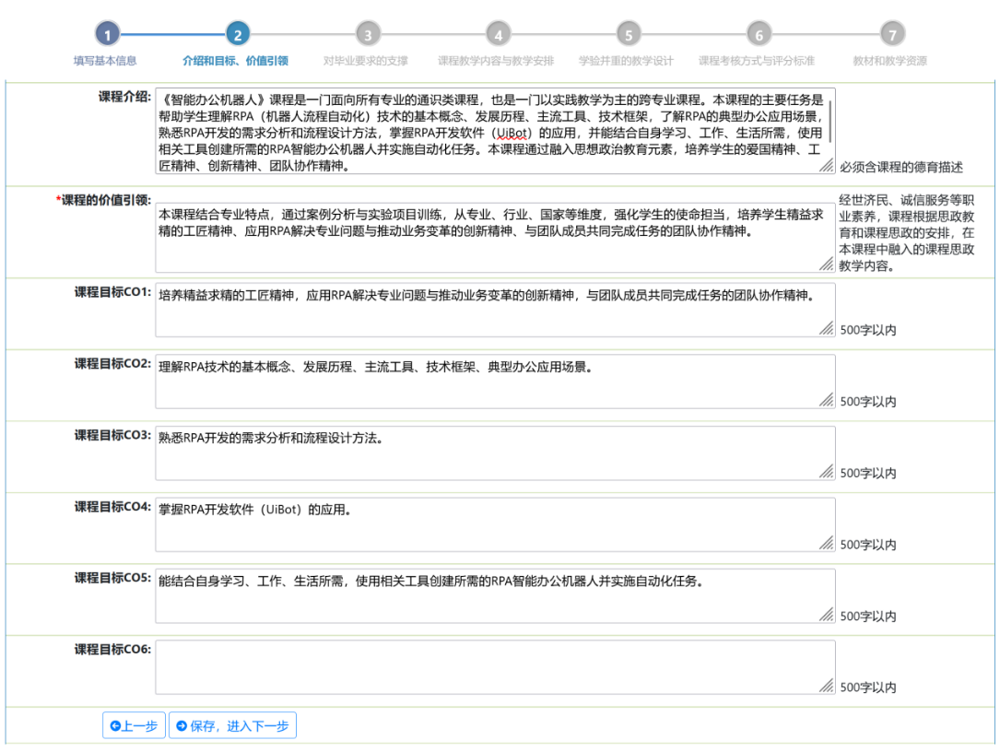 1 2 3 4 5 6 7
填写基本信息 介绍和目标、价值引领 对毕业要求的支撑 课程教学内容与教学安排 学验并重的教学设计 课程考核方式与评分标准 教材和教学资源
课程介绍:
《智能办公机器人》课程是一门面向所有专业的通识类课程，也是一门以实践教学为主的跨专业课程。本课程的主要任务是
帮助学生理解RPA（机器人流程自动化）技术的基本概念、发展历程、主流工具、技术框架，了解RPA的典型办公应用场景，
熟悉RPA开发的需求分析和流程设计方法，掌握RPA开发软件（UiBot）的应用，并能结合自身学习、工作、生活所需，使用
相关工具创建所需的RPA智能办公机器人并实施自动化任务。本课程通过融入思想政治教育元素，培养学生的爱国精神、工
匠精神、创新精神、团队协作精神。
必须含课程的德育描述
*课程的价值引领:
本课程结合专业特点，通过案例分析与实验项目训练，从专业、行业、国家等维度，强化学生的使命担当，培养学生精益求
精的工匠精神、应用RPA解决专业问题与推动业务变革的创新精神、与团队成员共同完成任务的团队协作精神。
经世济民、诚信服务等职
业素养，课程根据思政教
育和课程思政的安排，在
本课程中融入的课程思政
教学内容。
课程目标CO1:
培养精益求精的工匠精神，应用RPA解决专业问题与推动业务变革的创新精神，与团队成员共同完成任务的团队协作精神。
500字以内
课程目标CO2:
理解RPA技术的基本概念、发展历程、主流工具、技术框架、典型办公应用场景。
500字以内
课程目标CO3:
熟悉RPA开发的需求分析和流程设计方法。
500字以内
课程目标CO4:
掌握RPA开发软件（UiBot）的应用。
500字以内
课程目标CO5:
能结合自身学习、工作、生活所需，使用相关工具创建所需的RPA智能办公机器人并实施自动化任务。
500字以内
课程目标CO6:
500字以内
上一步 保存，进入下一步